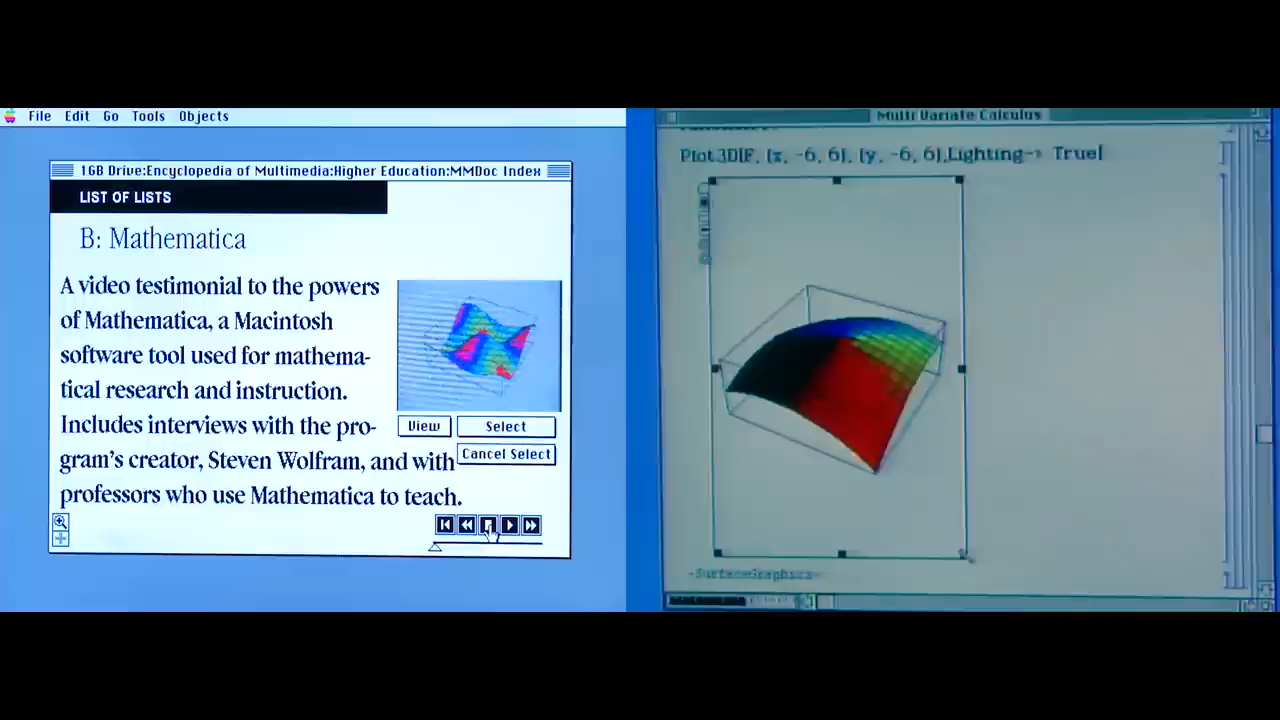 File Edit Go Tools Objects
1GB Drive:Encyclopedia of Multimedia:Higher Education:MMDoc Index
LIST OF LISTS
B: Mathematica
A video testimonial to the powers
of Mathematica, a Macintosh
software tool used for mathema-
tical research and instruction.
Includes interviews with the pro-
gram's creator, Steven Wolfram, and with
professors who use Mathematica to teach.
View
Select
Cancel Select
Multi Variate Calculus
Plot3D[F, {x, -6, 6}, {y, -6, 6},Lighting-> True]
-SurfaceGraphics-